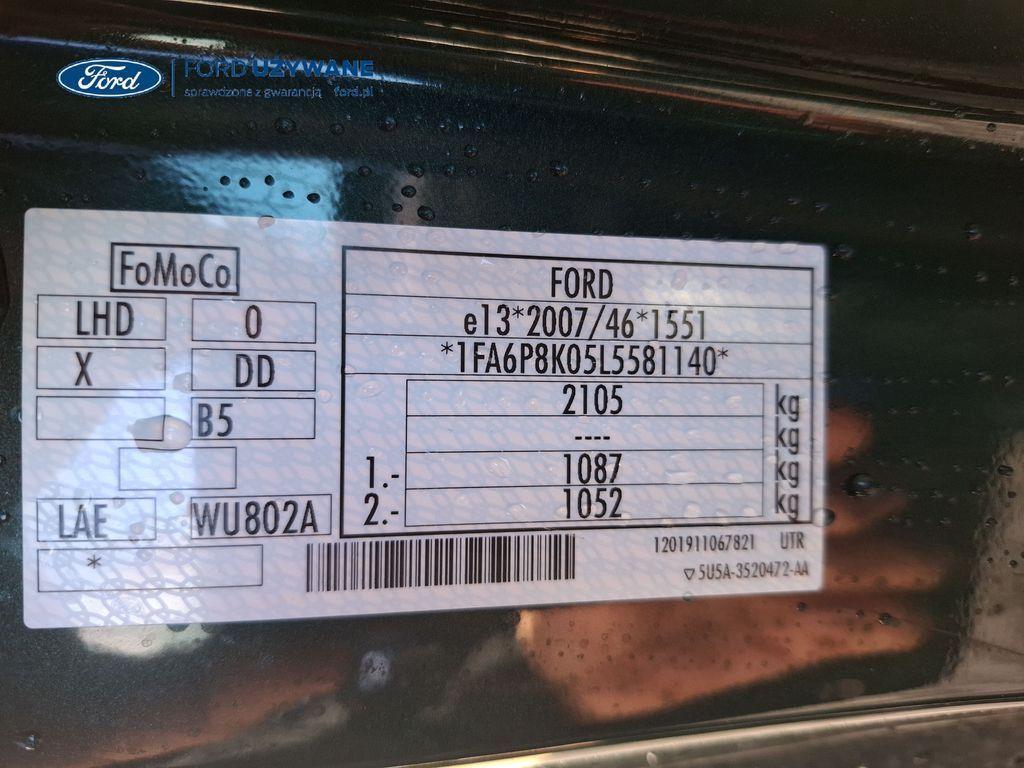 Ford
FORD UŻYWANE
sprawdzone z gwarancją ford.pl
FoMoCo
LHD 0
X DD
B5
LAE WU802A
*
FORD
e13*2007/46*1551
*1FA6P8K05L5581140*
2105 kg
---- kg
1.- 1087 kg
2.- 1052 kg
1201911067821 UTR
▽ 5U5A-3520472-AA